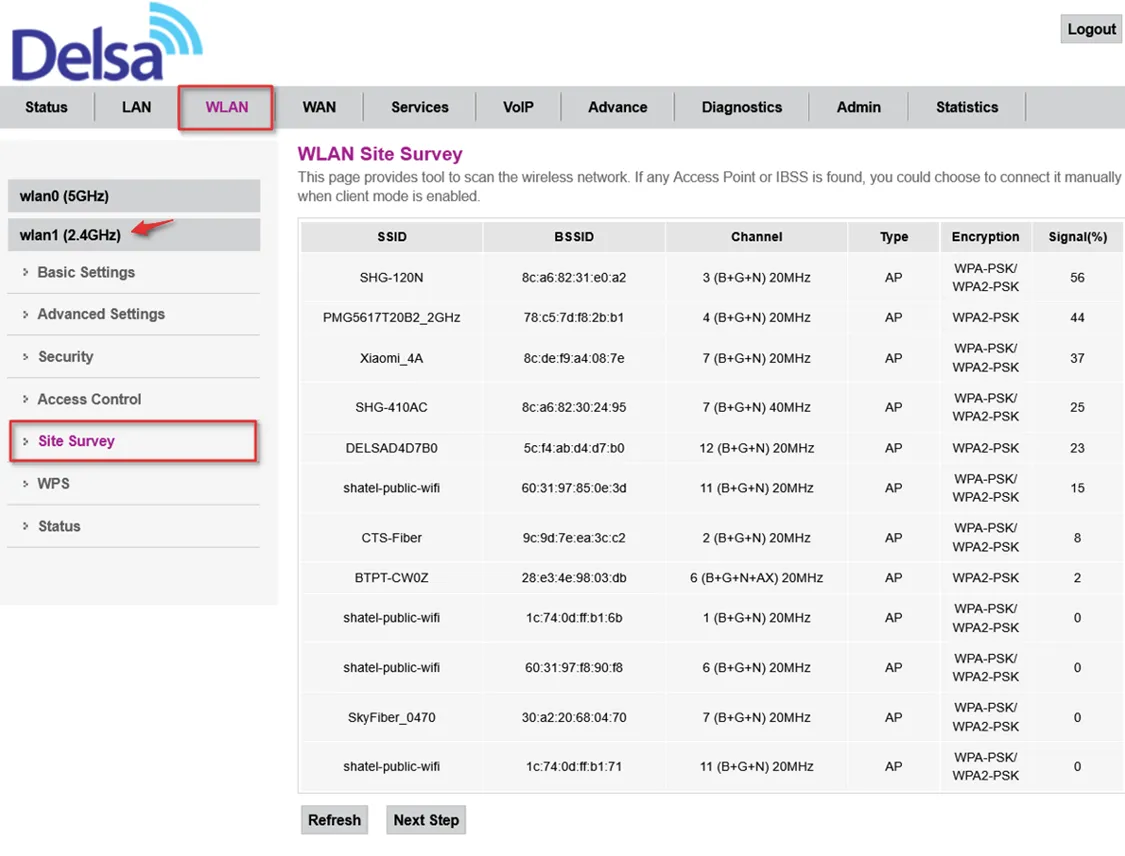 Delsa
Logout
Status LAN WLAN WAN Services VoIP Advance Diagnostics Admin Statistics
wlan0 (5GHz)
wlan1 (2.4GHz)
Basic Settings
Advanced Settings
Security
Access Control
Site Survey
WPS
Status
WLAN Site Survey
This page provides tool to scan the wireless network. If any Access Point or IBSS is found, you could choose to connect it manually
when client mode is enabled.
SSID BSSID Channel Type Encryption Signal(%)
SHG-120N 8c:a6:82:31:e0:a2 3 (B+G+N) 20MHz AP WPA-PSK/ 56
WPA2-PSK
PMG5617T20B2_2GHz 78:c5:7d:f8:2b:b1 4 (B+G+N) 20MHz AP WPA2-PSK 44
Xiaomi_4A 8c:de:f9:a4:08:7e 7 (B+G+N) 20MHz AP WPA-PSK/ 37
WPA2-PSK
SHG-410AC 8c:a6:82:30:24:95 7 (B+G+N) 40MHz AP WPA-PSK/ 25
WPA2-PSK
DELSAD4D7B0 5c:f4:ab:d4:d7:b0 12 (B+G+N) 20MHz AP WPA2-PSK 23
shatel-public-wifi 60:31:97:85:0e:3d 11 (B+G+N) 20MHz AP WPA-PSK/ 15
WPA2-PSK
CTS-Fiber 9c:9d:7e:ea:3c:c2 2 (B+G+N) 20MHz AP WPA-PSK/ 8
WPA2-PSK
BTPT-CW0Z 28:e3:4e:98:03:db 6 (B+G+N+AX) 20MHz AP WPA2-PSK 2
shatel-public-wifi 1c:74:0d:ff:b1:6b 1 (B+G+N) 20MHz AP WPA-PSK/ 0
WPA2-PSK
shatel-public-wifi 60:31:97:f8:90:f8 6 (B+G+N) 20MHz AP WPA-PSK/ 0
WPA2-PSK
SkyFiber_0470 30:a2:20:68:04:70 7 (B+G+N) 20MHz AP WPA-PSK/ 0
WPA2-PSK
shatel-public-wifi 1c:74:0d:ff:b1:71 11 (B+G+N) 20MHz AP WPA-PSK/ 0
WPA2-PSK
Refresh Next Step